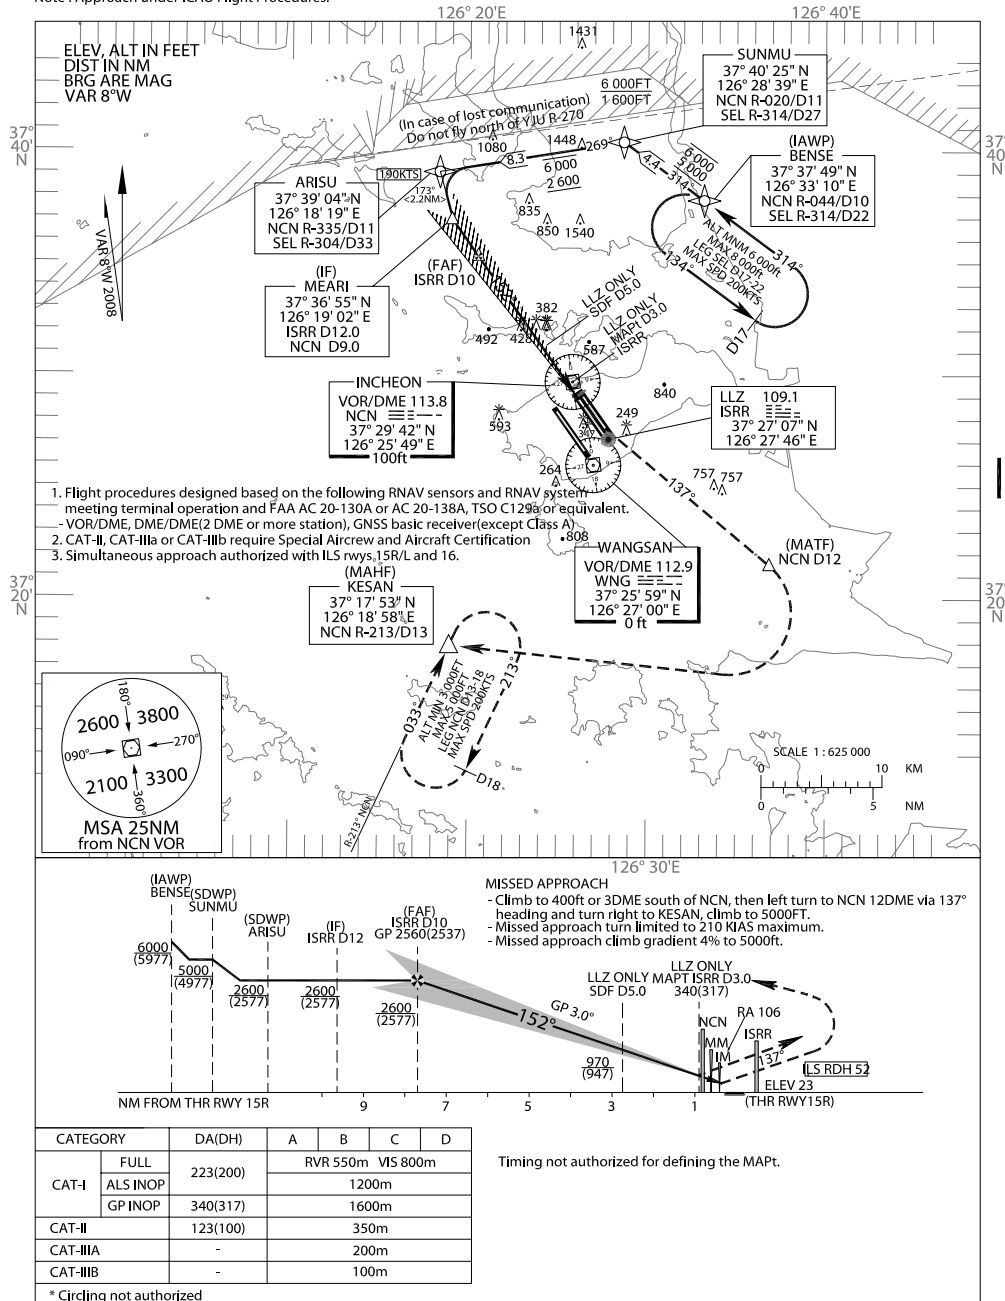 Note : Approach under ICAO Flight Procedures.
126° 20'E
126° 40'E
ELEV, ALT IN FEET
DIST IN NM
BRG ARE MAG
VAR 8°W
1431
SUNMU
37° 40' 25" N
126° 28' 39" E
NCN R-020/D11
SEL R-314/D27
6 000FT
1 600FT
(In case of lost communication)
Do not fly north of YJU R-270
37°
40'
N
37°
40'
N
1080
1448
269°
8.3
6 000
2 600
190KTS
173°
<2.2NM>
6 000
5 000
4.4
314°
(IAWP)
BENSE
37° 37' 49" N
126° 33' 10" E
NCN R-044/D10
SEL R-314/D22
ARISU
37° 39' 04" N
126° 18' 19" E
NCN R-335/D11
SEL R-304/D33
835
850
1540
VAR 8°W 2008
ALT MNM 6 000ft
MAX 8 000ft
LEG SEL D17-22
MAX SPD 200KTS
314°
134°
D17
(FAF)
ISRR D10
(IF)
MEARI
37° 36' 55" N
126° 19' 02" E
ISRR D12.0
NCN D9.0
LLZ ONLY
SDF D5.0
LLZ ONLY
MAPt D3.0
ISRR
382
492
428
587
840
INCHEON
VOR/DME 113.8
NCN
37° 29' 42" N
126° 25' 49" E
100ft
LLZ 109.1
ISRR
37° 27' 07" N
126° 27' 46" E
593
249
347
264
757
757
137°
1. Flight procedures designed based on the following RNAV sensors and RNAV system
meeting terminal operation and FAA AC 20-130A or AC 20-138A, TSO C129a or equivalent.
- VOR/DME, DME/DME(2 DME or more station), GNSS basic receiver(except Class A)
2. CAT-II, CAT-IIIa or CAT-IIIb require Special Aircrew and Aircraft Certification
3. Simultaneous approach authorized with ILS rwys 15R/L and 16.
808
WANGSAN
VOR/DME 112.9
WNG
37° 25' 59" N
126° 27' 00" E
0 ft
(MATF)
NCN D12
(MAHF)
KESAN
37° 17' 53" N
126° 18' 58" E
NCN R-213/D13
37°
20'
N
37°
20'
N
033°
ALT MIN 3 000FT
MAX 5 000FT
LEG NCN D13-18
MAX SPD 200KTS
213°
D18
R-213° NCN
180°
2600
3800
090°
270°
2100
3300
360°
MSA 25NM
from NCN VOR
SCALE 1 : 625 000
0
10
KM
0
5
NM
126° 30'E
MISSED APPROACH
- Climb to 400ft or 3DME south of NCN, then left turn to NCN 12DME via 137°
heading and turn right to KESAN, climb to 5000FT.
- Missed approach turn limited to 210 KIAS maximum.
- Missed approach climb gradient 4% to 5000ft.
(IAWP)
BENSE
(SDWP)
SUNMU
(SDWP)
ARISU
(IF)
ISRR D12
(FAF)
ISRR D10
GP 2560(2537)
LLZ ONLY
SDF D5.0
LLZ ONLY
MAPT ISRR D3.0
340(317)
6000
(5977)
5000
(4977)
2600
(2577)
2600
(2577)
2600
(2577)
GP 3.0°
152°
970
(947)
NCN
MM
IM
RA 106
ISRR
137°
ILS RDH 52
ELEV 23
(THR RWY15R)
NM FROM THR RWY 15R
9
7
5
3
1
CATEGORY DA(DH) A B C D
CAT-I FULL 223(200) RVR 550m VIS 800m
ALS INOP 1200m
GP INOP 340(317) 1600m
CAT-II 123(100) 350m
CAT-IIIA - 200m
CAT-IIIB - 100m
Timing not authorized for defining the MAPt.
* Circling not authorized